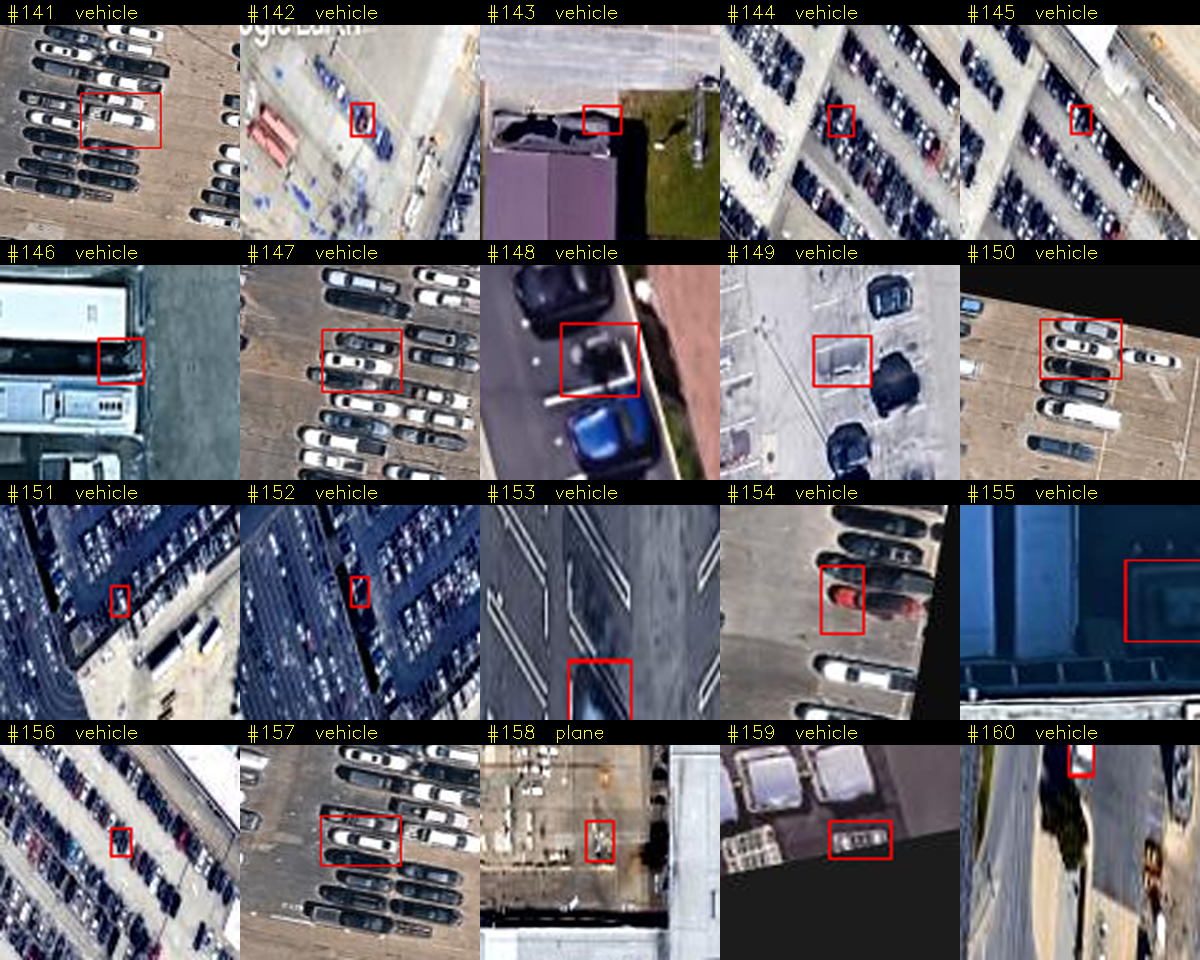 #141 vehicle
#142 vehicle
#143 vehicle
#144 vehicle
#145 vehicle
ogle Earth
#146 vehicle
#147 vehicle
#148 vehicle
#149 vehicle
#150 vehicle
#151 vehicle
#152 vehicle
#153 vehicle
#154 vehicle
#155 vehicle
#156 vehicle
#157 vehicle
#158 plane
#159 vehicle
#160 vehicle